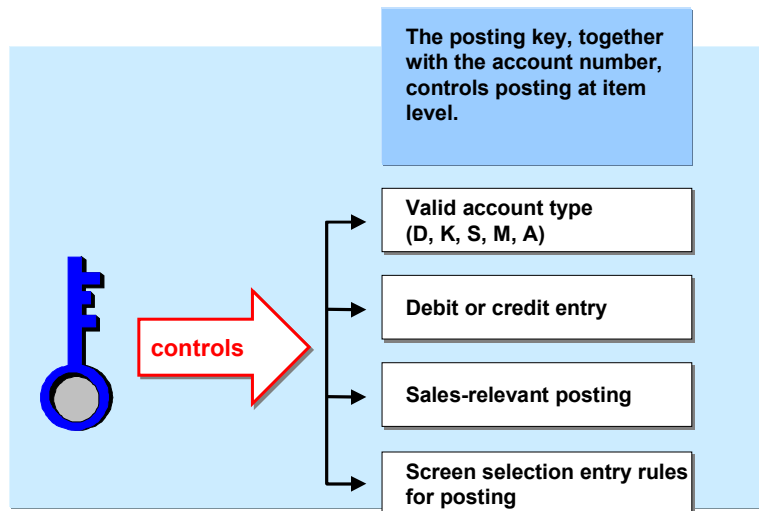 The posting key, together
with the account number,
controls posting at item
level.
Valid account type
(D, K, S, M, A)
Debit or credit entry
controls
Sales-relevant posting
Screen selection entry rules
for posting